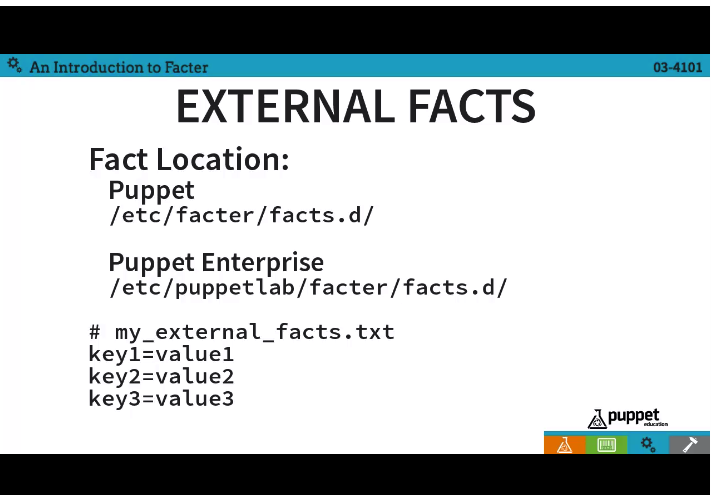 An Introduction to Facter
03-4101
EXTERNAL FACTS
Fact Location:
Puppet
/etc/facter/facts.d/
Puppet Enterprise
/etc/puppetlab/facter/facts.d/
# my_external_facts.txt
key1=value1
key2=value2
key3=value3
puppet
education